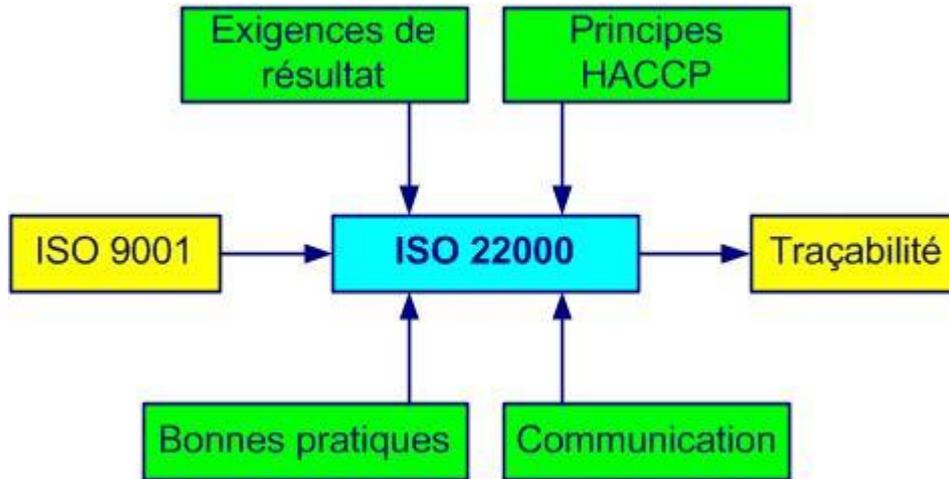 Exigences de
résultat
Principes
HACCP
ISO 9001
ISO 22000
Traçabilité
Bonnes pratiques
Communication